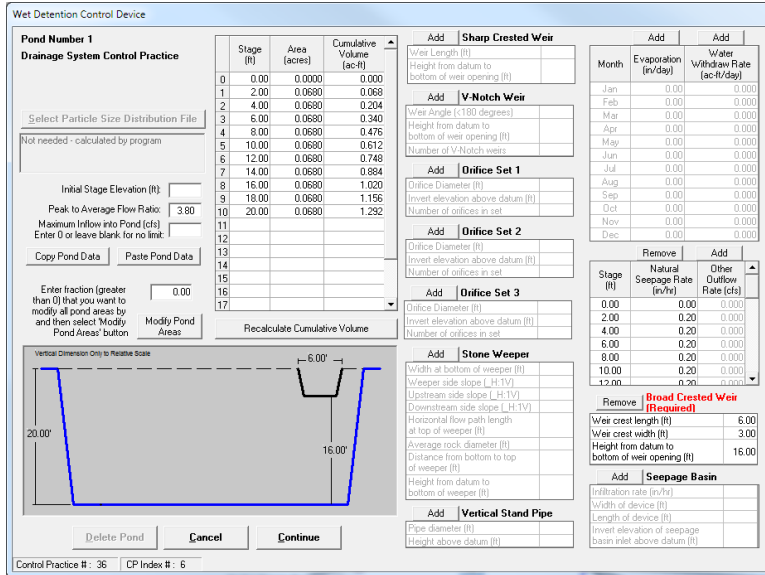 Wet Detention Control Device
Pond Number 1
Drainage System Control Practice
Select Particle Size Distribution File
Not needed - calculated by program
Initial Stage Elevation (ft):
Peak to Average Flow Ratio: 3.80
Maximum Inflow into Pond (cfs)
Enter 0 or leave blank for no limit:
Copy Pond Data Paste Pond Data
Enter fraction (greater
than 0) that you want to
modify all pond areas by
and then select 'Modify
Pond Areas' button
0.00
Modify Pond
Areas
Stage
(ft)
Area
(acres)
Cumulative
Volume
(ac-ft)
0 0.00 0.0000 0.000
1 2.00 0.0680 0.068
2 4.00 0.0680 0.204
3 6.00 0.0680 0.340
4 8.00 0.0680 0.476
5 10.00 0.0680 0.612
6 12.00 0.0680 0.748
7 14.00 0.0680 0.884
8 16.00 0.0680 1.020
9 18.00 0.0680 1.156
10 20.00 0.0680 1.292
11
12
13
14
15
16
17
Recalculate Cumulative Volume
Vertical Dimension Only to Relative Scale
6.00'
20.00'
16.00'
Delete Pond Cancel Continue
Control Practice # : 36 CP Index # : 6
Add Sharp Crested Weir
Weir Length (ft)
Height from datum to
bottom of weir opening (ft)
Add V-Notch Weir
Weir Angle (<180 degrees)
Height from datum to
bottom of weir opening (ft)
Number of V-Notch weirs
Add Orifice Set 1
Orifice Diameter (ft)
Invert elevation above datum (ft)
Number of orifices in set
Add Orifice Set 2
Orifice Diameter (ft)
Invert elevation above datum (ft)
Number of orifices in set
Add Orifice Set 3
Orifice Diameter (ft)
Invert elevation above datum (ft)
Number of orifices in set
Add Stone Weeper
Width at bottom of weeper (ft)
Weeper side slope (_H:1V)
Upstream side slope (_H:1V)
Downstream side slope (_H:1V)
Horizontal flow path length
at top of weeper (ft)
Average rock diameter (ft)
Distance from bottom to top
of weeper (ft)
Height from datum to
bottom of weeper (ft)
Add Vertical Stand Pipe
Pipe diameter (ft)
Height above datum (ft)
Add Add
Month
Evaporation
(in/day)
Water
Withdraw Rate
(ac-ft/day)
Jan 0.00 0.000
Feb 0.00 0.000
Mar 0.00 0.000
Apr 0.00 0.000
May 0.00 0.000
Jun 0.00 0.000
Jul 0.00 0.000
Aug 0.00 0.000
Sep 0.00 0.000
Oct 0.00 0.000
Nov 0.00 0.000
Dec 0.00 0.000
Remove Add
Stage
(ft)
Natural
Seepage Rate
(in/hr)
Other
Outflow
Rate (cfs)
0.00 0.00 0.000
2.00 0.20 0.000
4.00 0.20 0.000
6.00 0.20 0.000
8.00 0.20 0.000
10.00 0.20 0.000
12.00 0.20 0.000
Remove Broad Crested Weir
(Required)
Weir crest length (ft) 6.00
Weir crest width (ft) 3.00
Height from datum to
bottom of weir opening (ft) 16.00
Add Seepage Basin
Infiltration rate (in/hr)
Width of device (ft)
Length of device (ft)
Invert elevation of seepage
basin inlet above datum (ft)